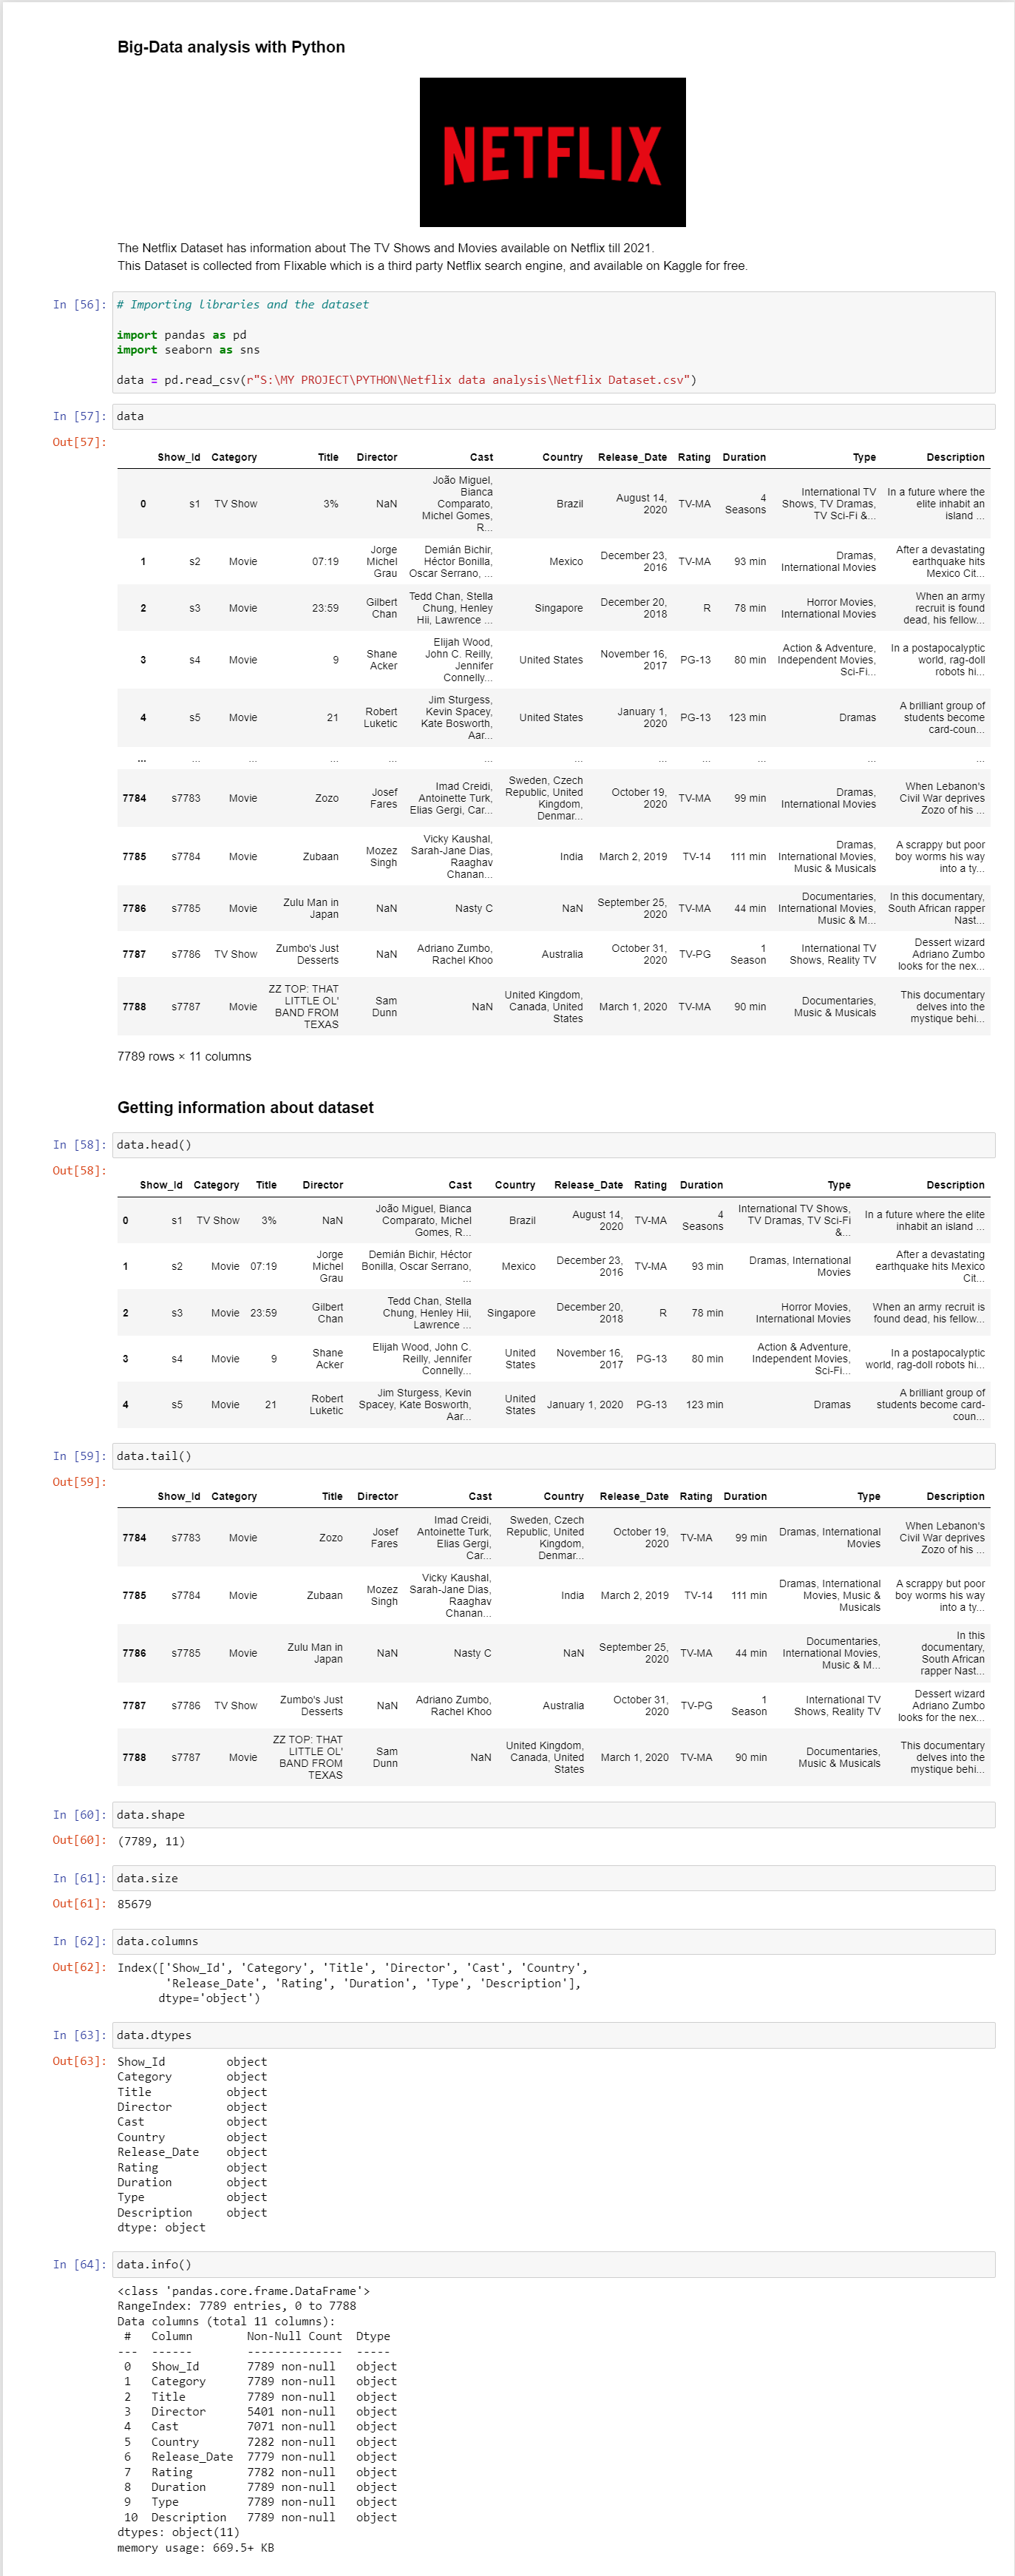 Big-Data analysis with Python
NETFLIX
The Netflix Dataset has information about The TV Shows and Movies available on Netflix till 2021.
This Dataset is collected from Flixable which is a third party Netflix search engine, and available on Kaggle for free.
In [56]: # Importing libraries and the dataset
import pandas as pd
import seaborn as sns
data = pd.read_csv(r"S:\MY PROJECT\PYTHON\Netflix data analysis\Netflix Dataset.csv")
In [57]: data
Out[57]:
Show_Id Category Title Director Cast Country Release_Date Rating Duration Type Description
0 s1 TV Show 3% NaN João Miguel, Bianca Comparato, Michel Gomes, R... Brazil August 14, 2020 TV-MA 4 Seasons International TV Shows, TV Dramas, TV Sci-Fi &... In a future where the elite inhabit an island ...
1 s2 Movie 07:19 Jorge Michel Grau Demián Bichir, Héctor Bonilla, Oscar Serrano, ... Mexico December 23, 2016 TV-MA 93 min Dramas, International Movies After a devastating earthquake hits Mexico Cit...
2 s3 Movie 23:59 Gilbert Chan Tedd Chan, Stella Chung, Henley Hii, Lawrence ... Singapore December 20, 2018 R 78 min Horror Movies, International Movies When an army recruit is found dead, his fellow...
3 s4 Movie 9 Shane Acker Elijah Wood, John C. Reilly, Jennifer Connelly... United States November 16, 2017 PG-13 80 min Action & Adventure, Independent Movies, Sci-Fi... In a postapocalyptic world, rag-doll robots hi...
4 s5 Movie 21 Robert Luketic Jim Sturgess, Kevin Spacey, Kate Bosworth, Aar... United States January 1, 2020 PG-13 123 min Dramas A brilliant group of students become card-coun...
... ... ... ... ... ... ... ... ... ... ... ...
7784 s7783 Movie Zozo Josef Fares Imad Creidi, Antoinette Turk, Elias Gergi, Car... Sweden, Czech Republic, United Kingdom, Denmar... October 19, 2020 TV-MA 99 min Dramas, International Movies When Lebanon's Civil War deprives Zozo of his ...
7785 s7784 Movie Zubaan Mozez Singh Vicky Kaushal, Sarah-Jane Dias, Raaghav Chanan... India March 2, 2019 TV-14 111 min Dramas, International Movies, Music & Musicals A scrappy but poor boy worms his way into a ty...
7786 s7785 Movie Zulu Man in Japan NaN Nasty C NaN September 25, 2020 TV-MA 44 min Documentaries, International Movies, Music & M... In this documentary, South African rapper Nast...
7787 s7786 TV Show Zumbo's Just Desserts NaN Adriano Zumbo, Rachel Khoo Australia October 31, 2020 TV-PG 1 Season International TV Shows, Reality TV Dessert wizard Adriano Zumbo looks for the nex...
7788 s7787 Movie ZZ TOP: THAT LITTLE OL' BAND FROM TEXAS Sam Dunn NaN United Kingdom, Canada, United States March 1, 2020 TV-MA 90 min Documentaries, Music & Musicals This documentary delves into the mystique behi...
7789 rows × 11 columns
Getting information about dataset
In [58]: data.head()
Out[58]:
Show_Id Category Title Director Cast Country Release_Date Rating Duration Type Description
0 s1 TV Show 3% NaN João Miguel, Bianca Comparato, Michel Gomes, R... Brazil August 14, 2020 TV-MA 4 Seasons International TV Shows, TV Dramas, TV Sci-Fi &... In a future where the elite inhabit an island ...
1 s2 Movie 07:19 Jorge Michel Grau Demián Bichir, Héctor Bonilla, Oscar Serrano, ... Mexico December 23, 2016 TV-MA 93 min Dramas, International Movies After a devastating earthquake hits Mexico Cit...
2 s3 Movie 23:59 Gilbert Chan Tedd Chan, Stella Chung, Henley Hii, Lawrence ... Singapore December 20, 2018 R 78 min Horror Movies, International Movies When an army recruit is found dead, his fellow...
3 s4 Movie 9 Shane Acker Elijah Wood, John C. Reilly, Jennifer Connelly... United States November 16, 2017 PG-13 80 min Action & Adventure, Independent Movies, Sci-Fi... In a postapocalyptic world, rag-doll robots hi...
4 s5 Movie 21 Robert Luketic Jim Sturgess, Kevin Spacey, Kate Bosworth, Aar... United States January 1, 2020 PG-13 123 min Dramas A brilliant group of students become card-coun...
In [59]: data.tail()
Out[59]:
Show_Id Category Title Director Cast Country Release_Date Rating Duration Type Description
7784 s7783 Movie Zozo Josef Fares Imad Creidi, Antoinette Turk, Elias Gergi, Car... Sweden, Czech Republic, United Kingdom, Denmar... October 19, 2020 TV-MA 99 min Dramas, International Movies When Lebanon's Civil War deprives Zozo of his ...
7785 s7784 Movie Zubaan Mozez Singh Vicky Kaushal, Sarah-Jane Dias, Raaghav Chanan... India March 2, 2019 TV-14 111 min Dramas, International Movies, Music & Musicals A scrappy but poor boy worms his way into a ty...
7786 s7785 Movie Zulu Man in Japan NaN Nasty C NaN September 25, 2020 TV-MA 44 min Documentaries, International Movies, Music & M... In this documentary, South African rapper Nast...
7787 s7786 TV Show Zumbo's Just Desserts NaN Adriano Zumbo, Rachel Khoo Australia October 31, 2020 TV-PG 1 Season International TV Shows, Reality TV Dessert wizard Adriano Zumbo looks for the nex...
7788 s7787 Movie ZZ TOP: THAT LITTLE OL' BAND FROM TEXAS Sam Dunn NaN United Kingdom, Canada, United States March 1, 2020 TV-MA 90 min Documentaries, Music & Musicals This documentary delves into the mystique behi...
In [60]: data.shape
Out[60]: (7789, 11)
In [61]: data.size
Out[61]: 85679
In [62]: data.columns
Out[62]: Index(['Show_Id', 'Category', 'Title', 'Director', 'Cast', 'Country',
'Release_Date', 'Rating', 'Duration', 'Type', 'Description'],
dtype='object')
In [63]: data.dtypes
Out[63]: Show_Id object
Category object
Title object
Director object
Cast object
Country object
Release_Date object
Rating object
Duration object
Type object
Description object
dtype: object
In [64]: data.info()
<class 'pandas.core.frame.DataFrame'>
RangeIndex: 7789 entries, 0 to 7788
Data columns (total 11 columns):
# Column Non-Null Count Dtype
--- ------ -------------- -----
0 Show_Id 7789 non-null object
1 Category 7789 non-null object
2 Title 7789 non-null object
3 Director 5401 non-null object
4 Cast 7071 non-null object
5 Country 7282 non-null object
6 Release_Date 7779 non-null object
7 Rating 7782 non-null object
8 Duration 7789 non-null object
9 Type 7789 non-null object
10 Description 7789 non-null object
dtypes: object(11)
memory usage: 669.5+ KB